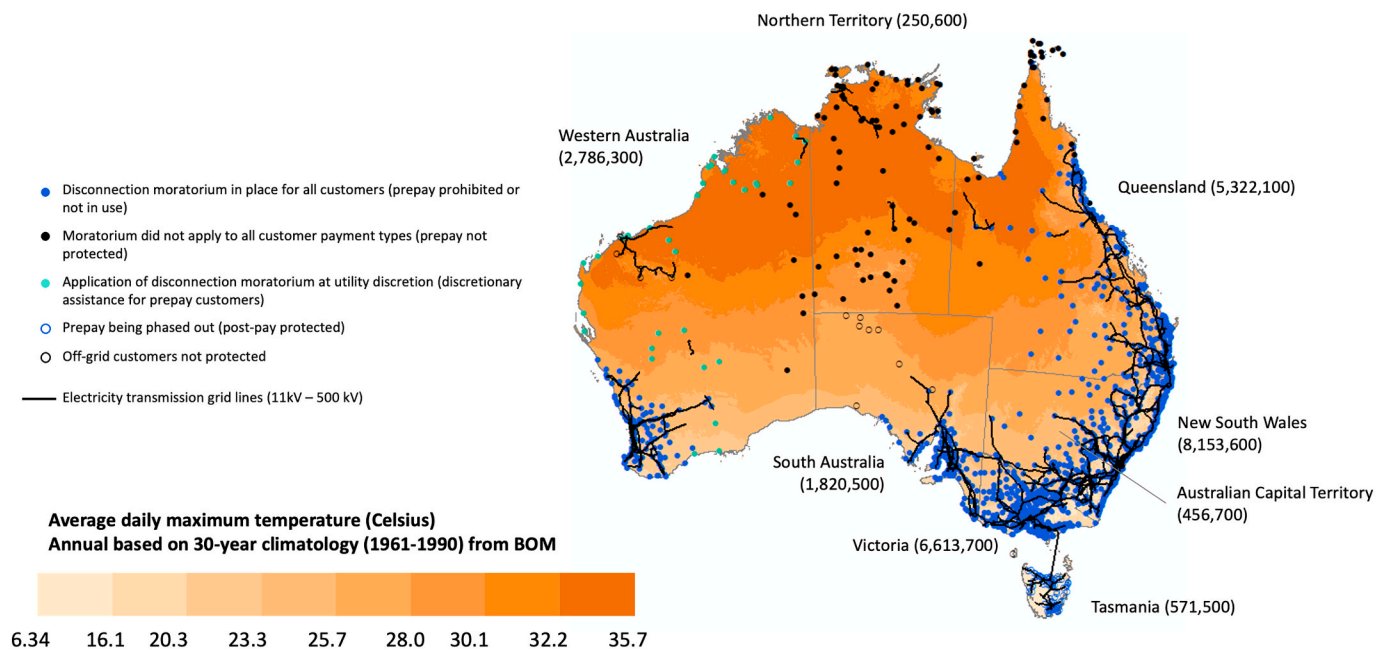 Northern Territory (250,600)
Western Australia
(2,786,300)
Queensland (5,322,100)
Disconnection moratorium in place for all customers (prepay prohibited or
not in use)
Moratorium did not apply to all customer payment types (prepay not
protected)
Application of disconnection moratorium at utility discretion (discretionary
assistance for prepay customers)
Prepay being phased out (post-pay protected)
Off-grid customers not protected
Electricity transmission grid lines (11kV – 500 kV)
New South Wales
(8,153,600)
South Australia
(1,820,500)
Australian Capital Territory
(456,700)
Victoria (6,613,700)
Tasmania (571,500)
Average daily maximum temperature (Celsius)
Annual based on 30-year climatology (1961-1990) from BOM
6.34 16.1 20.3 23.3 25.7 28.0 30.1 32.2 35.7